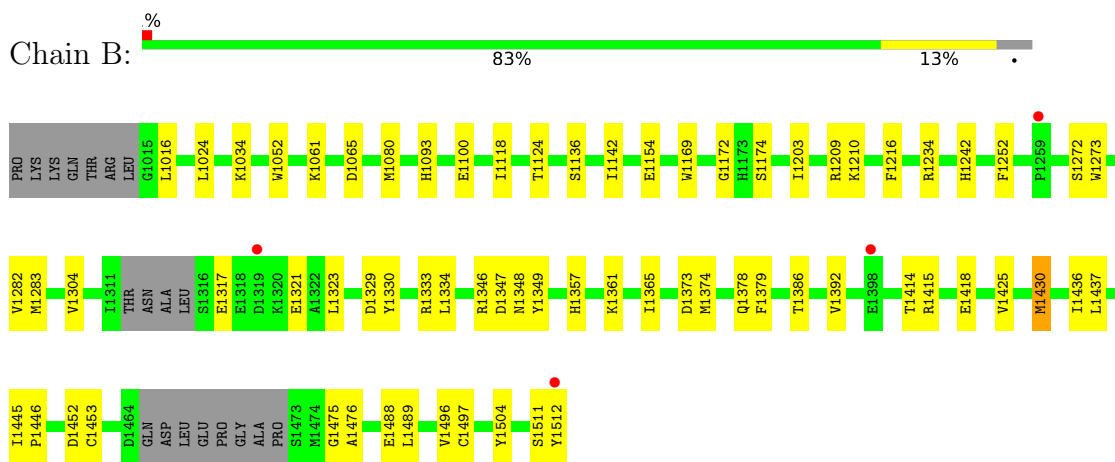 %
Chain B:
83% 13% •
PRO LYS LYS GLN THR ARG LEU G1015 L1016 L1024 K1034 W1052 K1061 D1065 M1080 H1093 E1100 I1118 T1124 S1136 I1142 E1154 W1169 G1172 H1173 S1174 I1203 R1209 K1210 F1216 R1234 H1242 F1252 P1259 S1272 W1273
V1282 M1283 V1304 I1311 THR ASN ALA LEU S1316 E1317 E1318 D1319 K1320 E1321 A1322 L1323 D1329 Y1330 R1333 L1334 R1346 D1347 N1348 Y1349 H1357 K1361 I1365 D1373 M1374 Q1378 F1379 T1386 V1392 E1398 T1414 R1415 E1418 V1425 M1430 I1436 L1437
I1445 P1446 D1452 C1453 D1464 GLN ASP LEU GLU PRO GLY ALA PRO S1473 M1474 G1475 A1476 E1488 L1489 V1496 C1497 Y1504 S1511 Y1512